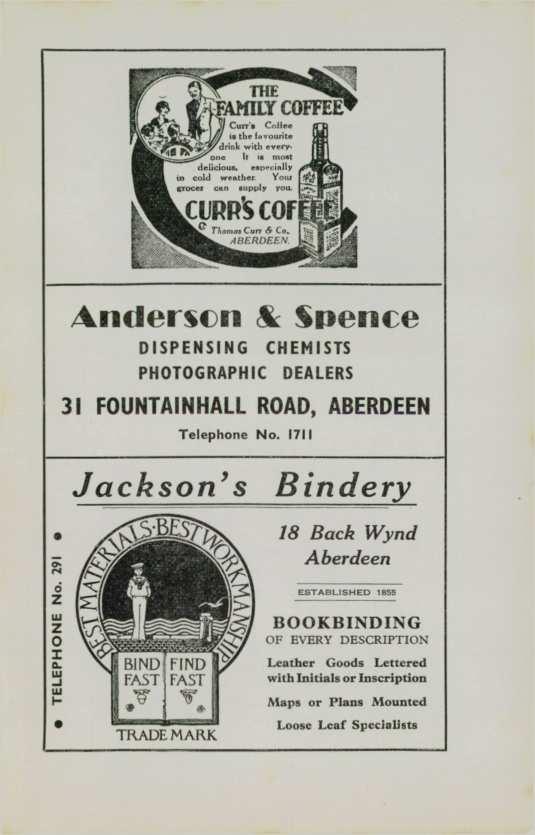 THE
FAMILY COFFEE
Curr's Coffee
is the favourite
drink with every-
one It is most
delicious, especially
in cold weather. Your
grocer can supply you.
CURR'S COFFEE
Thomas Curr & Co.,
ABERDEEN.
Anderson & Spence
DISPENSING CHEMISTS
PHOTOGRAPHIC DEALERS
31 FOUNTAINHALL ROAD, ABERDEEN
Telephone No. 1711
Jackson's Bindery
TELEPHONE No. 291
BEST MATERIALS·BEST WORKMANSHIP
BIND FAST
FIND FAST
TRADE MARK
18 Back Wynd
Aberdeen
ESTABLISHED 1855
BOOKBINDING
OF EVERY DESCRIPTION
Leather Goods Lettered
with Initials or Inscription
Maps or Plans Mounted
Loose Leaf Specialists